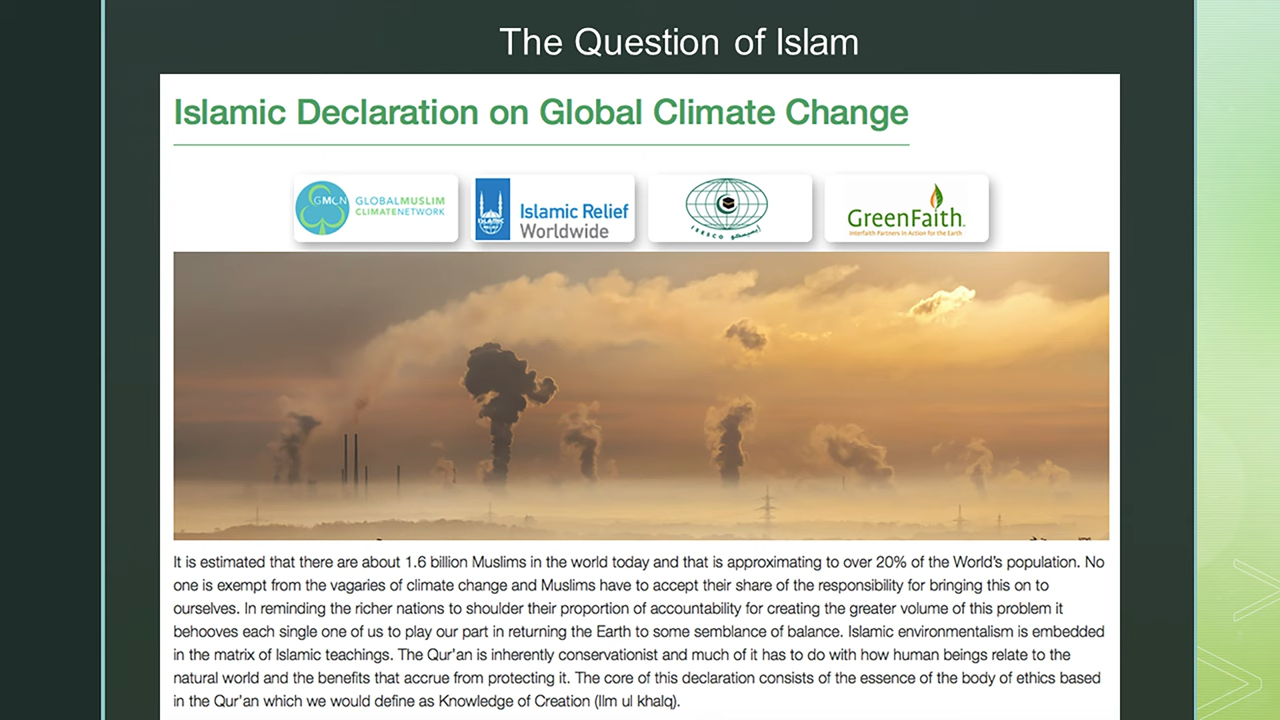 The Question of Islam
Islamic Declaration on Global Climate Change
GMCN GLOBALMUSLIM
CLIMATENETWORK
ISLAMIC
RELIEF
Islamic Relief
Worldwide
ISESCO
GreenFaith
Interfaith Partners in Action for the Earth
It is estimated that there are about 1.6 billion Muslims in the world today and that is approximating to over 20% of the World's population. No
one is exempt from the vagaries of climate change and Muslims have to accept their share of the responsibility for bringing this on to
ourselves. In reminding the richer nations to shoulder their proportion of accountability for creating the greater volume of this problem it
behooves each single one of us to play our part in returning the Earth to some semblance of balance. Islamic environmentalism is embedded
in the matrix of Islamic teachings. The Qur'an is inherently conservationist and much of it has to do with how human beings relate to the
natural world and the benefits that accrue from protecting it. The core of this declaration consists of the essence of the body of ethics based
in the Qur'an which we would define as Knowledge of Creation (Ilm ul khalq).